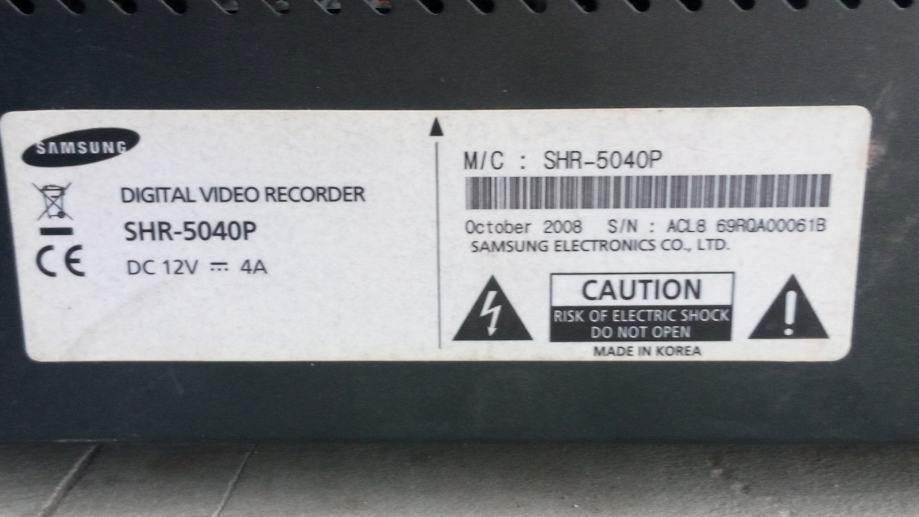 SAMSUNG
DIGITAL VIDEO RECORDER
SHR-5040P
CE
DC 12V ⎓ 4A
M/C : SHR-5040P
October 2008 S/N : ACL8 69RQA00061B
SAMSUNG ELECTRONICS CO., LTD.
CAUTION
RISK OF ELECTRIC SHOCK
DO NOT OPEN
MADE IN KOREA